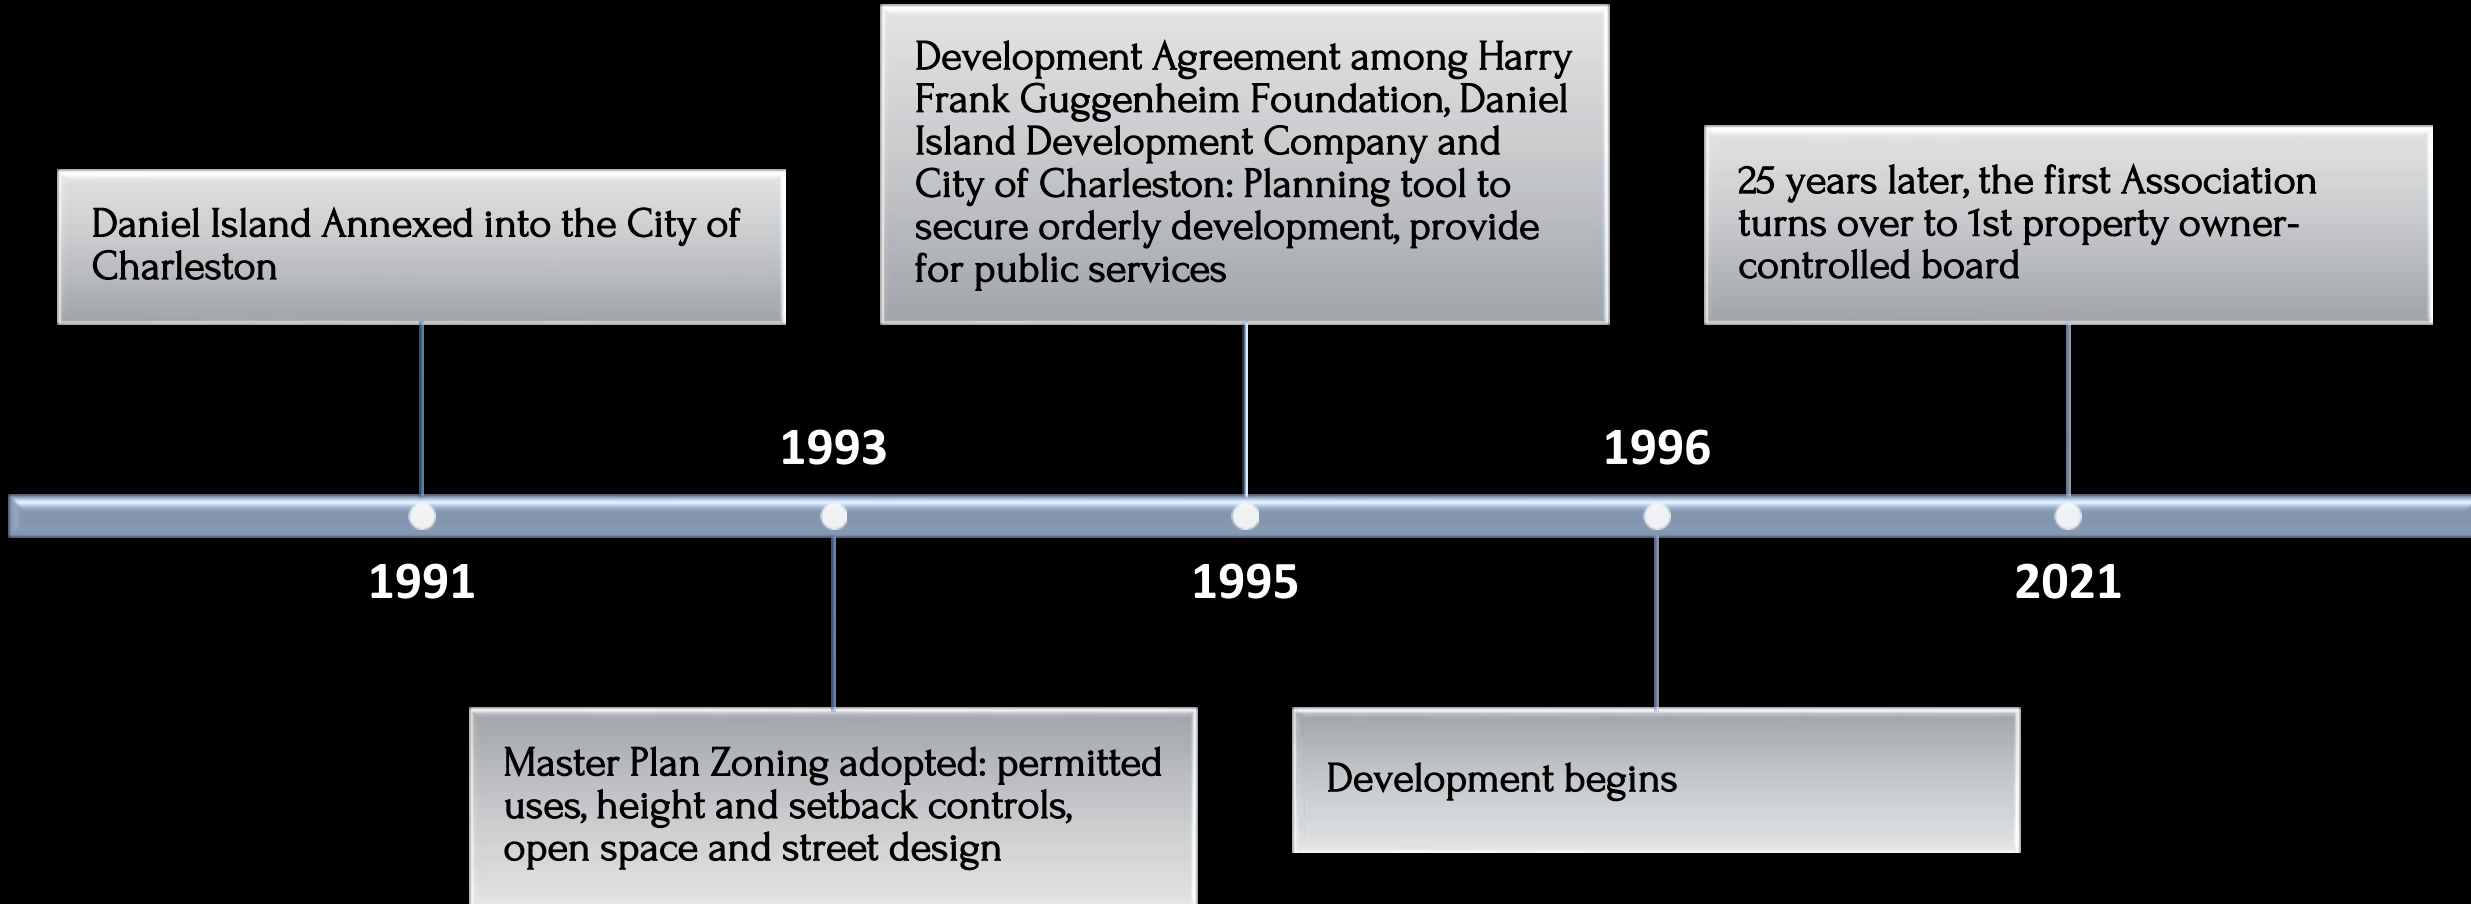 Daniel Island Annexed into the City of
Charleston
1991
1993
Master Plan Zoning adopted: permitted
uses, height and setback controls,
open space and street design
Development Agreement among Harry
Frank Guggenheim Foundation, Daniel
Island Development Company and
City of Charleston: Planning tool to
secure orderly development, provide
for public services
1995
1996
Development begins
25 years later, the first Association
turns over to 1st property owner-
controlled board
2021